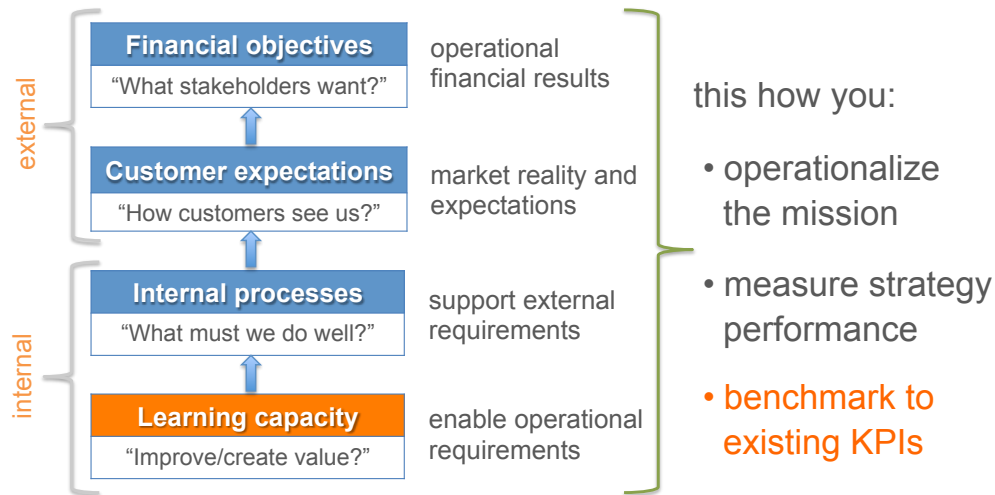 external
Financial objectives
“What stakeholders want?”
operational
financial results
Customer expectations
“How customers see us?”
market reality and
expectations
internal
Internal processes
“What must we do well?”
support external
requirements
Learning capacity
“Improve/create value?”
enable operational
requirements
this how you:
• operationalize
the mission
• measure strategy
performance
• benchmark to
existing KPIs